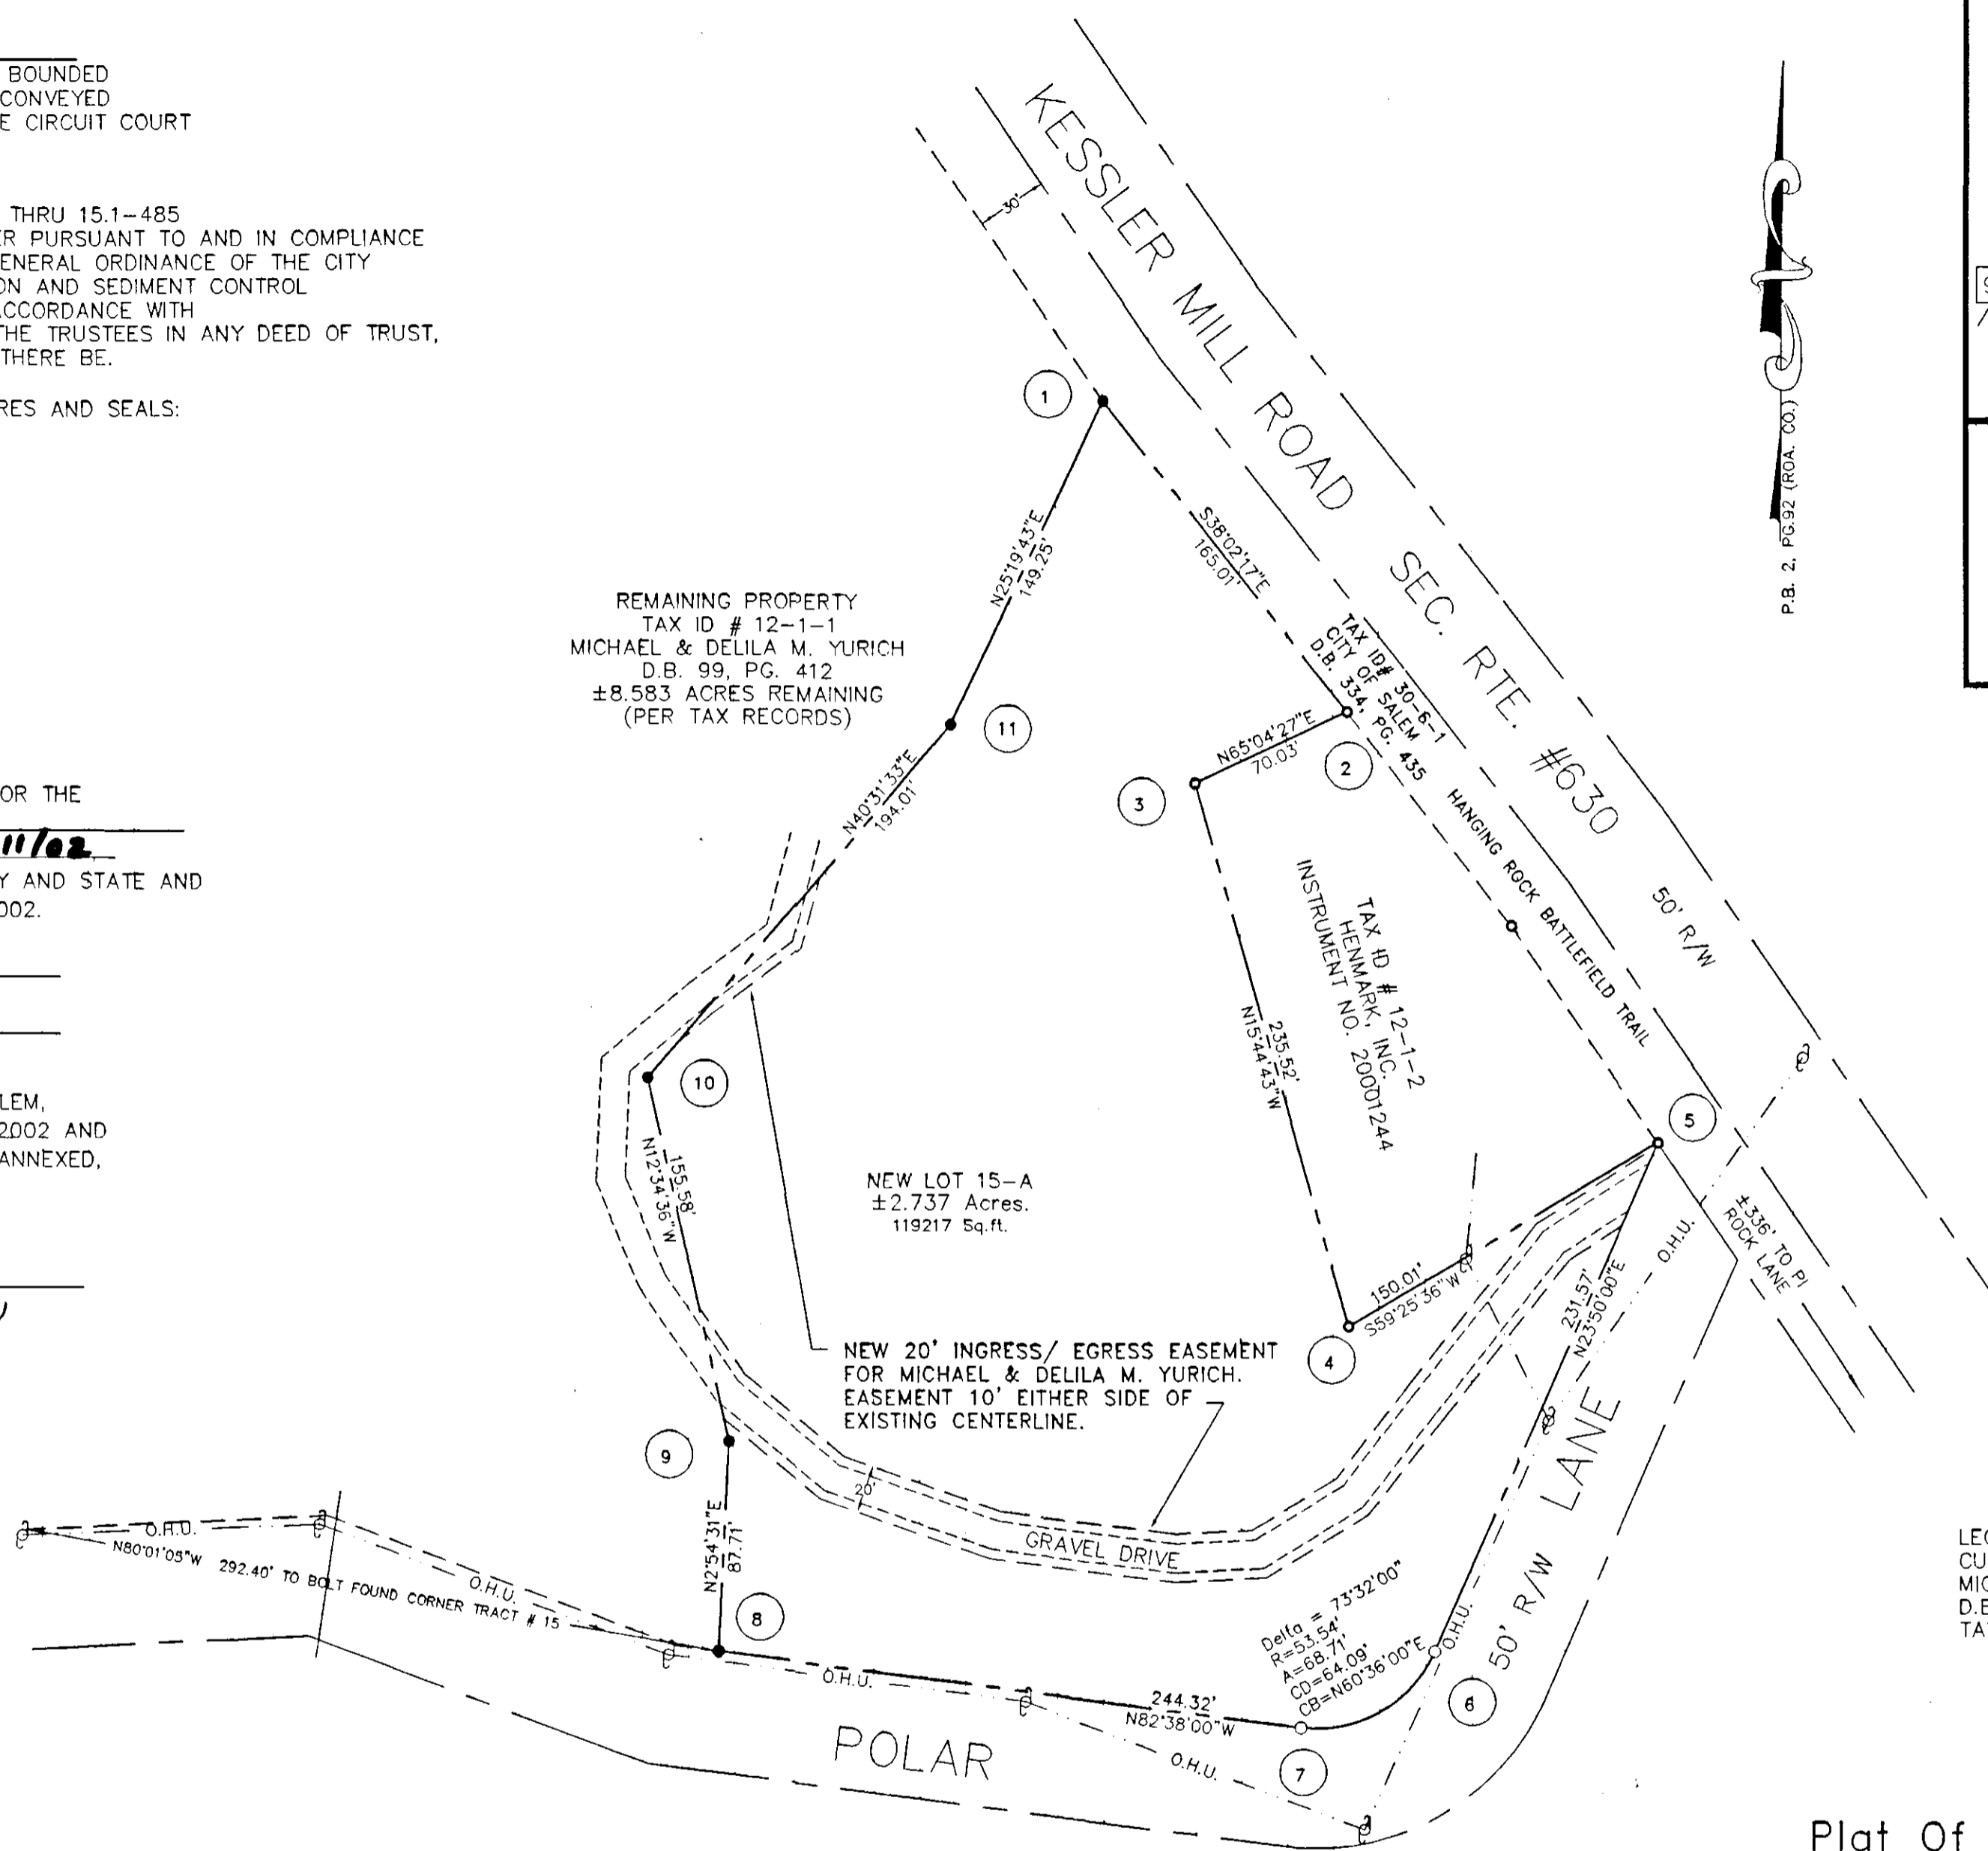 BOUNDED
CONVEYED
E CIRCUIT COURT
THRU 15.1-485
ER PURSUANT TO AND IN COMPLIANCE
ENERAL ORDINANCE OF THE CITY
ON AND SEDIMENT CONTROL
ACCORDANCE WITH
THE TRUSTEES IN ANY DEED OF TRUST,
THERE BE.
RES AND SEALS:
OR THE
11/02
Y AND STATE AND
002.
LEM,
2002 AND
ANNEXED,
KESSLER MILL ROAD SEC. RTE. #630
50' R/W
30'
P.B. 2, PG.92 (ROA. CO.)
1
N25°19'43"E
149.25'
S38°02'17"E
165.01'
REMAINING PROPERTY
TAX ID # 12-1-1
MICHAEL & DELILA M. YURICH
D.B. 99, PG. 412
±8.583 ACRES REMAINING
(PER TAX RECORDS)
TAX ID# 30-6-1
CITY OF SALEM
D.B. 334, PG. 435
HANGING ROCK BATTLEFIELD TRAIL
11
N65°04'27"E
70.03'
2
3
N40°31'33"E
194.01'
TAX ID # 12-1-2
HENMARK, INC.
INSTRUMENT NO. 20001244
235.52'
N15°44'43"W
10
5
155.58'
N12°34'36"W
NEW LOT 15-A
±2.737 Acres.
119217 Sq.ft.
±336' TO PI
ROCK LANE
O.H.U.
150.01'
S59°25'36"W
4
231.57'
N23°50'00"E
NEW 20' INGRESS/ EGRESS EASEMENT
FOR MICHAEL & DELILA M. YURICH.
EASEMENT 10' EITHER SIDE OF
EXISTING CENTERLINE.
9
20'
GRAVEL DRIVE
50' R/W LANE
N2°54'31"E
87.71'
O.H.U.
N80°01'05"W 292.40' TO BOLT FOUND CORNER TRACT # 15
O.H.U.
8
Delta = 73°32'00"
R=53.54'
A=68.71'
CD=64.09'
CB=N60°36'00"E
O.H.U.
6
O.H.U.
244.32'
N82°38'00"W
7
O.H.U.
POLAR
LEG
CU
MIC
D.B
TA
Plat Of